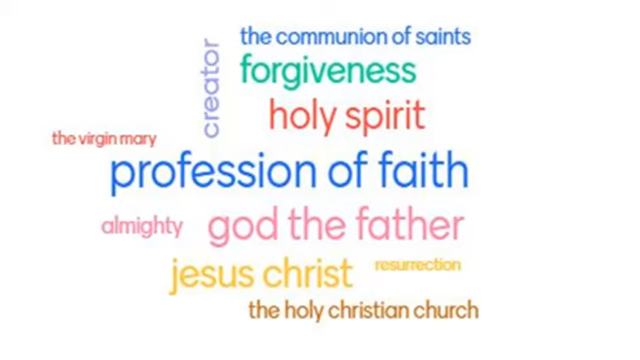 the communion of saints
creator
forgiveness
holy spirit
the virgin mary
profession of faith
almighty
god the father
jesus christ
resurrection
the holy christian church